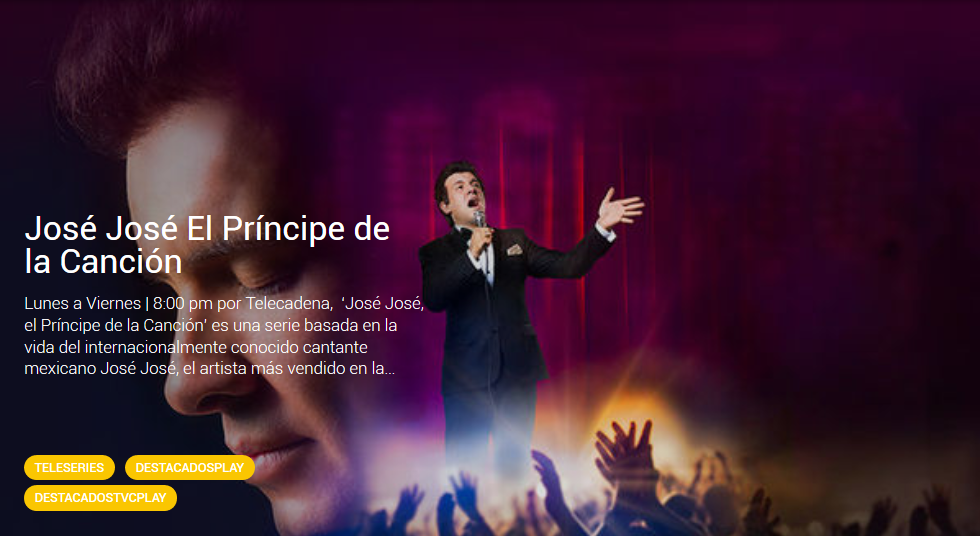 José José El Príncipe de
la Canción
Lunes a Viernes | 8:00 pm por Telecadena,  ‘José José,
el Príncipe de la Canción’ es una serie basada en la
vida del internacionalmente conocido cantante
mexicano José José, el artista más vendido en la...
TELESERIES
DESTACADOSPLAY
DESTACADOSTVCPLAY